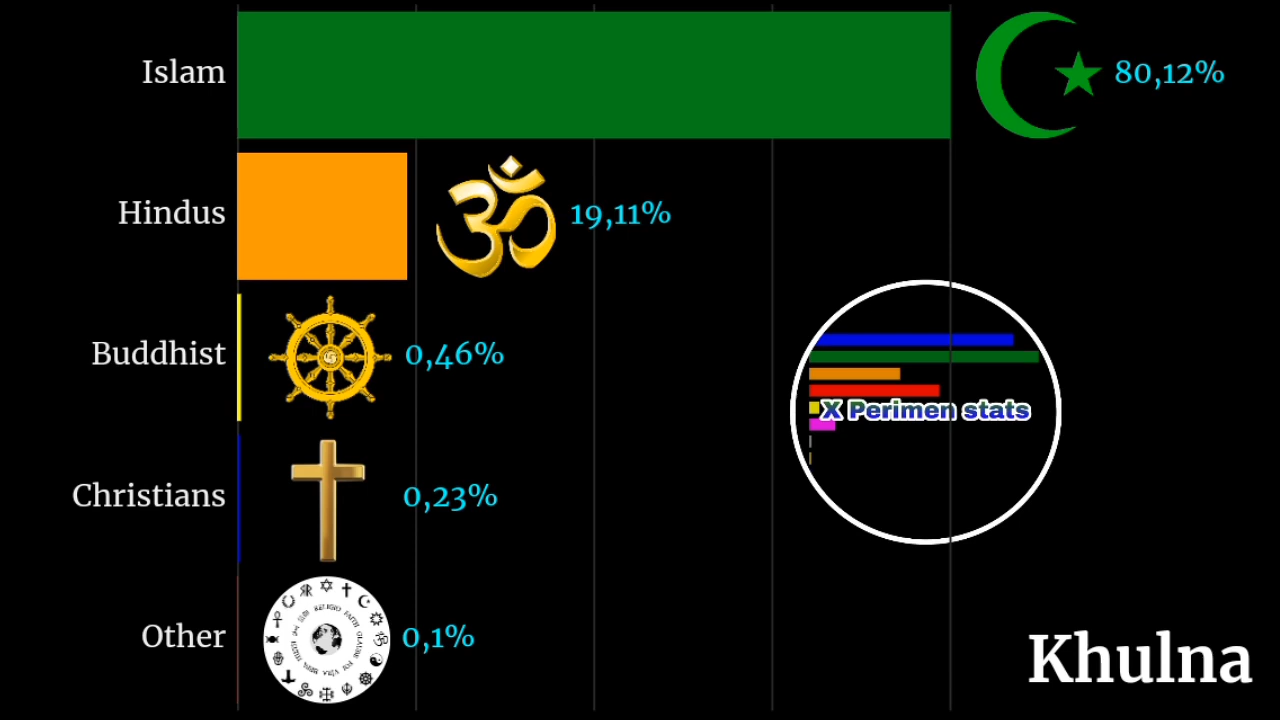 Islam 80,12%
Hindus 19,11%
Buddhist 0,46%
X Perimen stats
Christians 0,23%
Other 0,1%
Khulna